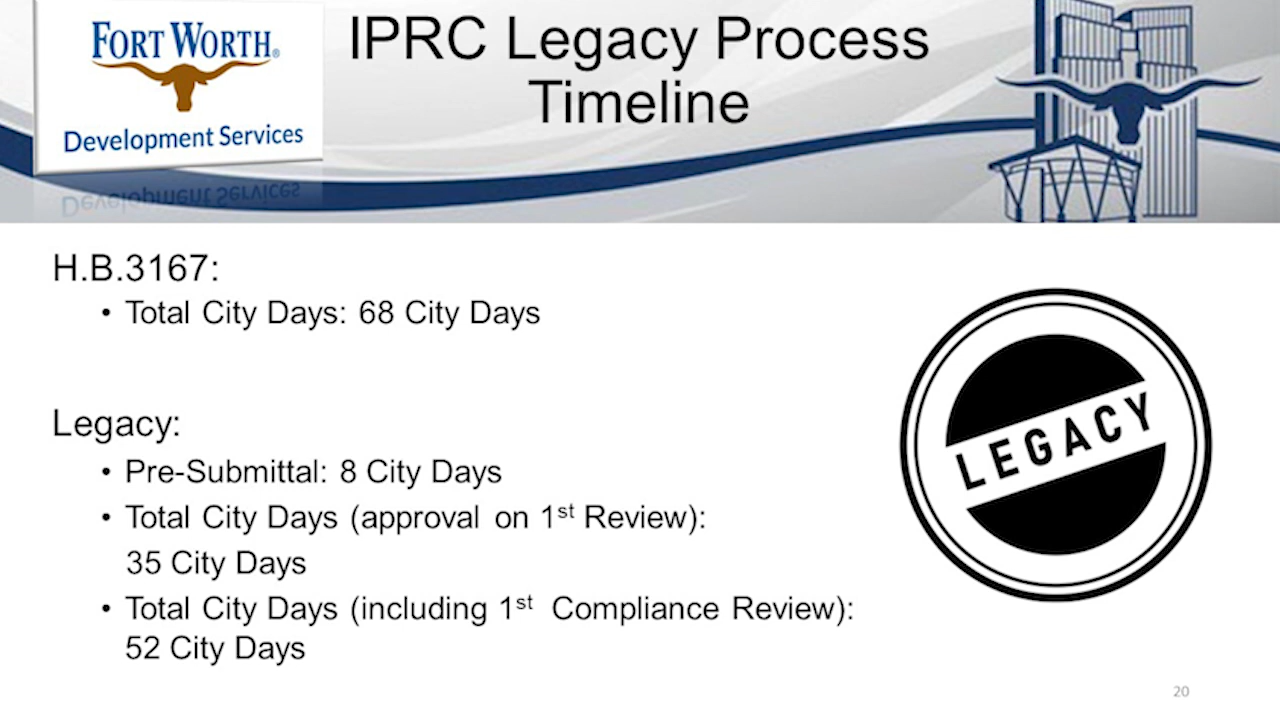 FORT WORTH®
Development Services
IPRC Legacy Process
Timeline
H.B.3167:
• Total City Days: 68 City Days
Legacy:
• Pre-Submittal: 8 City Days
• Total City Days (approval on 1st Review):
35 City Days
• Total City Days (including 1st Compliance Review):
52 City Days
LEGACY
20